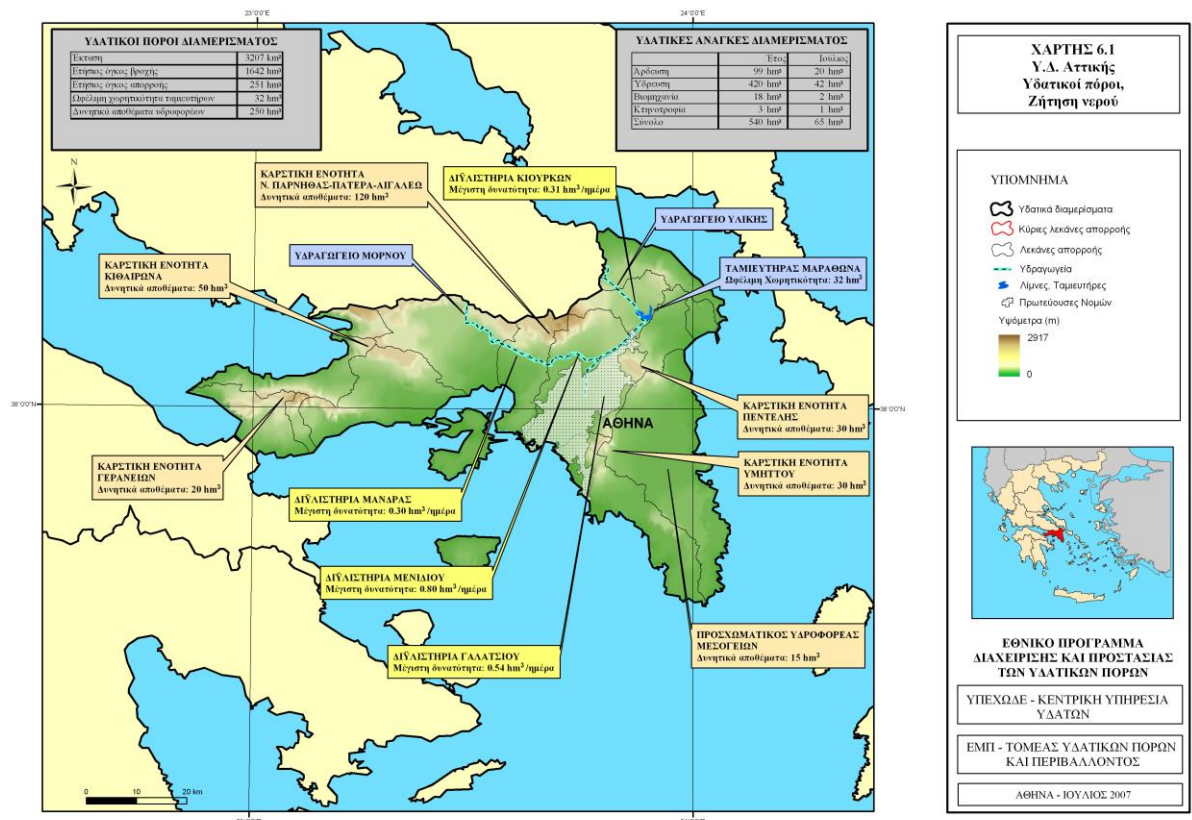 23°0'0"E
24°0'0"E
ΥΔΑΤΙΚΟΙ ΠΟΡΟΙ ΔΙΑΜΕΡΙΣΜΑΤΟΣ
Έκταση 3207 km²
Ετήσιος όγκος βροχής 1642 hm³
Ετήσιος όγκος απορροής 251 hm³
Ωφέλιμη χωρητικότητα ταμιευτήρων 32 hm³
Δυνητικά αποθέματα υδροφορέων 250 hm³
ΥΔΑΤΙΚΕΣ ΑΝΑΓΚΕΣ ΔΙΑΜΕΡΙΣΜΑΤΟΣ
Έτος Ιούλιος
Άρδευση 99 hm³ 20 hm³
Ύδρευση 420 hm³ 42 hm³
Βιομηχανία 18 hm³ 2 hm³
Κτηνοτροφία 3 hm³ 1 hm³
Σύνολο 540 hm³ 65 hm³
N
ΚΑΡΣΤΙΚΗ ΕΝΟΤΗΤΑ
Ν. ΠΑΡΝΗΘΑΣ-ΠΑΤΕΡΑ-ΑΙΓΑΛΕΩ
Δυνητικά αποθέματα: 120 hm³
ΔΙΫΛΙΣΤΗΡΙΑ ΚΙΟΥΡΚΩΝ
Μέγιστη δυνατότητα: 0.31 hm³/ημέρα
ΥΔΡΑΓΩΓΕΙΟ ΥΛΙΚΗΣ
ΥΔΡΑΓΩΓΕΙΟ ΜΟΡΝΟΥ
ΤΑΜΙΕΥΤΗΡΑΣ ΜΑΡΑΘΩΝΑ
Ωφέλιμη Χωρητικότητα: 32 hm³
ΚΑΡΣΤΙΚΗ ΕΝΟΤΗΤΑ
ΚΙΘΑΙΡΩΝΑ
Δυνητικά αποθέματα: 50 hm³
38°0'0"N
38°0'0"N
ΑΘΗΝΑ
ΚΑΡΣΤΙΚΗ ΕΝΟΤΗΤΑ
ΠΕΝΤΕΛΗΣ
Δυνητικά αποθέματα: 30 hm³
ΚΑΡΣΤΙΚΗ ΕΝΟΤΗΤΑ
ΓΕΡΑΝΕΙΩΝ
Δυνητικά αποθέματα: 20 hm³
ΚΑΡΣΤΙΚΗ ΕΝΟΤΗΤΑ
ΥΜΗΤΤΟΥ
Δυνητικά αποθέματα: 30 hm³
ΔΙΫΛΙΣΤΗΡΙΑ ΜΑΝΔΡΑΣ
Μέγιστη δυνατότητα: 0.30 hm³/ημέρα
ΔΙΫΛΙΣΤΗΡΙΑ ΜΕΝΙΔΙΟΥ
Μέγιστη δυνατότητα: 0.80 hm³/ημέρα
ΔΙΫΛΙΣΤΗΡΙΑ ΓΑΛΑΤΣΙΟΥ
Μέγιστη δυνατότητα: 0.54 hm³/ημέρα
ΠΡΟΣΧΩΜΑΤΙΚΟΣ ΥΔΡΟΦΟΡΕΑΣ
ΜΕΣΟΓΕΙΩΝ
Δυνητικά αποθέματα: 15 hm³
10 0 10 20 km
ΧΑΡΤΗΣ 6.1
Υ.Δ. Αττικής
Υδατικοί πόροι,
Ζήτηση νερού
ΥΠΟΜΝΗΜΑ
Υδατικά διαμερίσματα
Κύριες λεκάνες απορροής
Λεκάνες απορροής
Υδραγωγεία
Λίμνες, Ταμιευτήρες
Πρωτεύουσες Νομών
Υψόμετρα (m)
2917
0
ΕΘΝΙΚΟ ΠΡΟΓΡΑΜΜΑ
ΔΙΑΧΕΙΡΙΣΗΣ ΚΑΙ ΠΡΟΣΤΑΣΙΑΣ
ΤΩΝ ΥΔΑΤΙΚΩΝ ΠΟΡΩΝ
ΥΠΕΧΩΔΕ - ΚΕΝΤΡΙΚΗ ΥΠΗΡΕΣΙΑ
ΥΔΑΤΩΝ
ΕΜΠ - ΤΟΜΕΑΣ ΥΔΑΤΙΚΩΝ ΠΟΡΩΝ
ΚΑΙ ΠΕΡΙΒΑΛΛΟΝΤΟΣ
ΑΘΗΝΑ - ΙΟΥΛΙΟΣ 2007